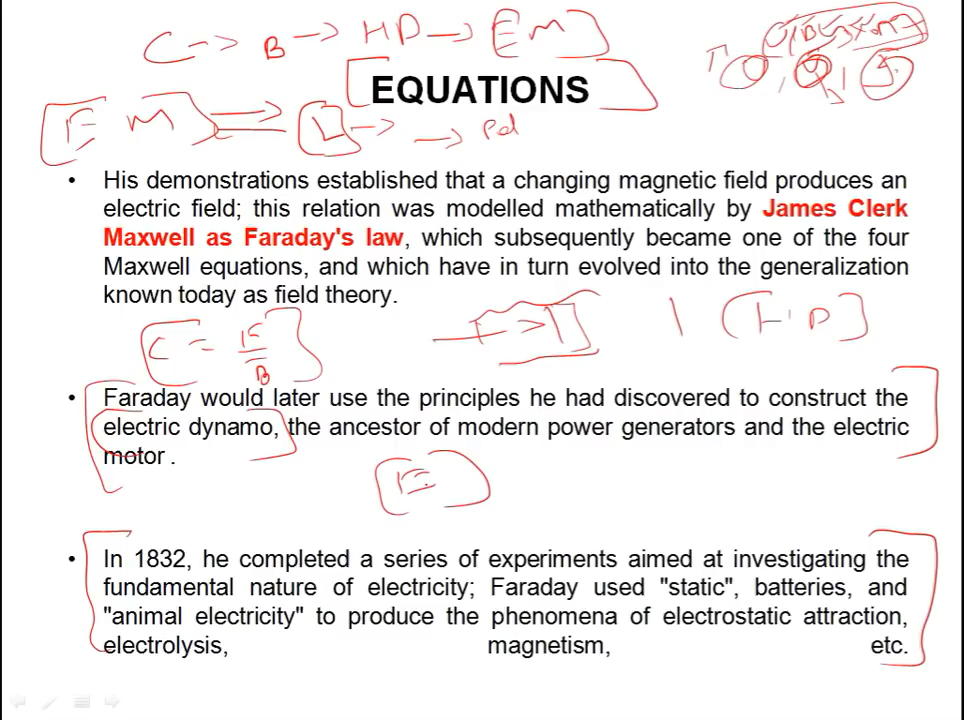 C -> B -> HD -> EM
EQUATIONS
EM
L -> -> Pd
• His demonstrations established that a changing magnetic field produces an
electric field; this relation was modelled mathematically by James Clerk
Maxwell as Faraday's law, which subsequently became one of the four
Maxwell equations, and which have in turn evolved into the generalization
known today as field theory.
C = E/B
• Faraday would later use the principles he had discovered to construct the
electric dynamo, the ancestor of modern power generators and the electric
motor .
E
• In 1832, he completed a series of experiments aimed at investigating the
fundamental nature of electricity; Faraday used "static", batteries, and
"animal electricity" to produce the phenomena of electrostatic attraction,
electrolysis, magnetism, etc.